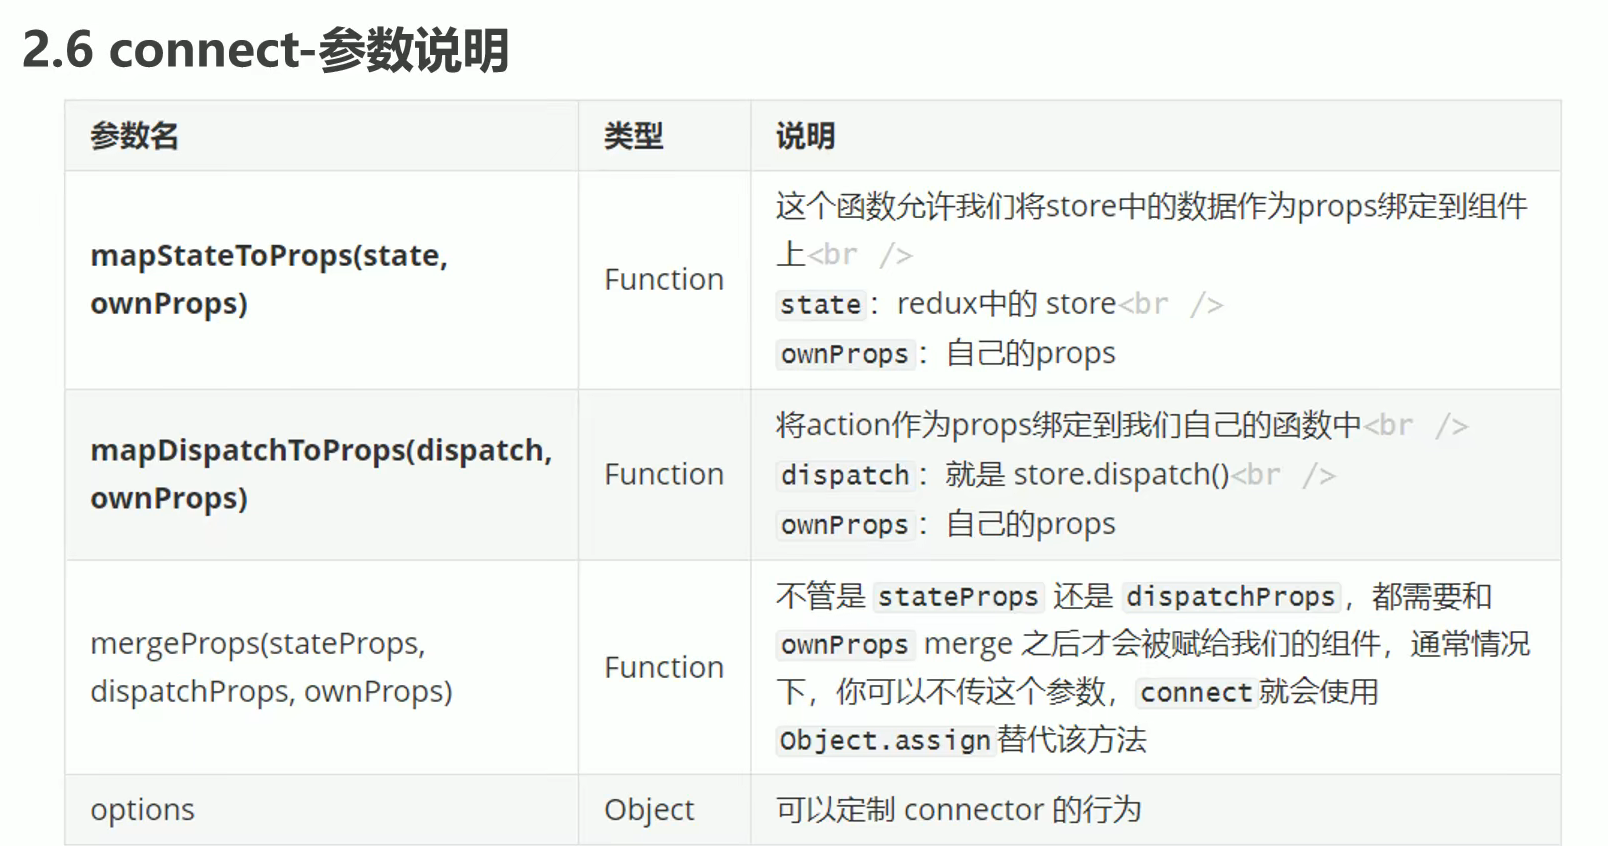 2.6 connect-参数说明
参数名 类型 说明
mapStateToProps(state,
ownProps)
Function
这个函数允许我们将store中的数据作为props绑定到组件
上<br />
state：redux中的 store<br />
ownProps：自己的props
mapDispatchToProps(dispatch,
ownProps)
Function
将action作为props绑定到我们自己的函数中<br />
dispatch：就是 store.dispatch()<br />
ownProps：自己的props
mergeProps(stateProps,
dispatchProps, ownProps)
Function
不管是 stateProps 还是 dispatchProps，都需要和
ownProps merge 之后才会被赋给我们的组件，通常情况
下，你可以不传这个参数，connect就会使用
Object.assign替代该方法
options Object 可以定制 connector 的行为